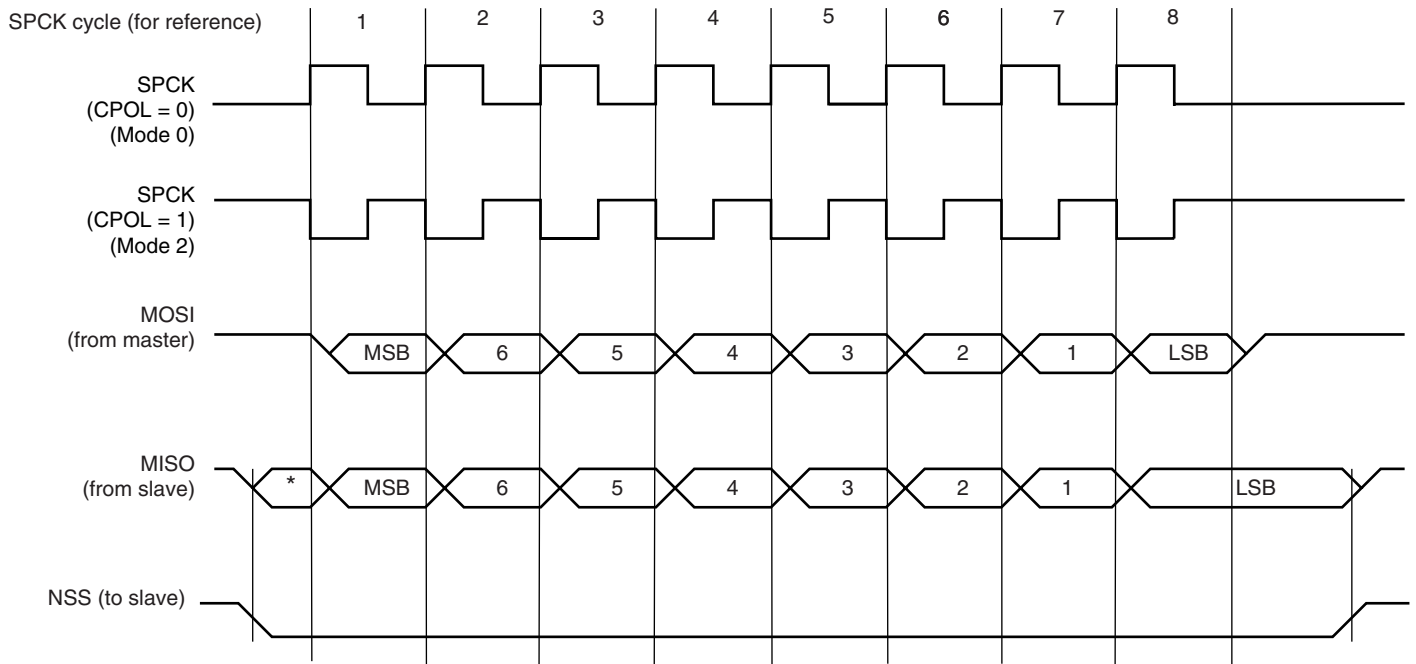 SPCK cycle (for reference) 1 2 3 4 5 6 7 8
SPCK
(CPOL = 0)
(Mode 0)
SPCK
(CPOL = 1)
(Mode 2)
MOSI
(from master)
MSB 6 5 4 3 2 1 LSB
MISO
(from slave)
* MSB 6 5 4 3 2 1 LSB
NSS (to slave)